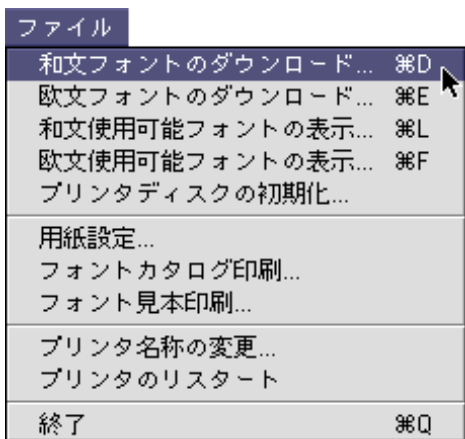 ファイル
和文フォントのダウンロード... ⌘D
欧文フォントのダウンロード... ⌘E
和文使用可能フォントの表示... ⌘L
欧文使用可能フォントの表示... ⌘F
プリンタディスクの初期化...
用紙設定...
フォントカタログ印刷...
フォント見本印刷...
プリンタ名称の変更...
プリンタのリスタート
終了 ⌘Q